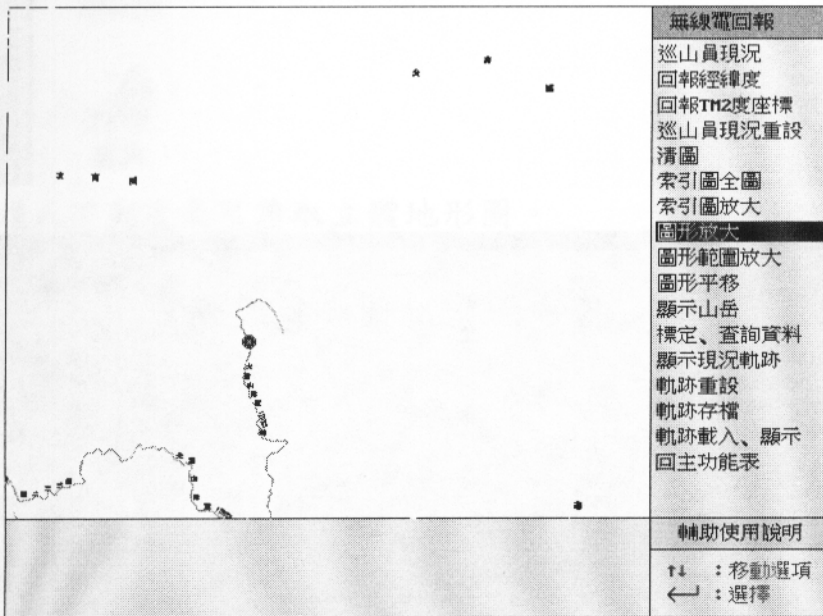 無線電回報
巡山員現況
回報經緯度
回報TM2度座標
巡山員現況重設
清圖
索引圖全圖
索引圖放大
圖形放大
圖形範圍放大
圖形平移
顯示山岳
標定、查詢資料
顯示現況軌跡
軌跡重設
軌跡存檔
軌跡載入、顯示
回主功能表
輔助使用說明
↑↓ :移動選項
←┘ :選擇